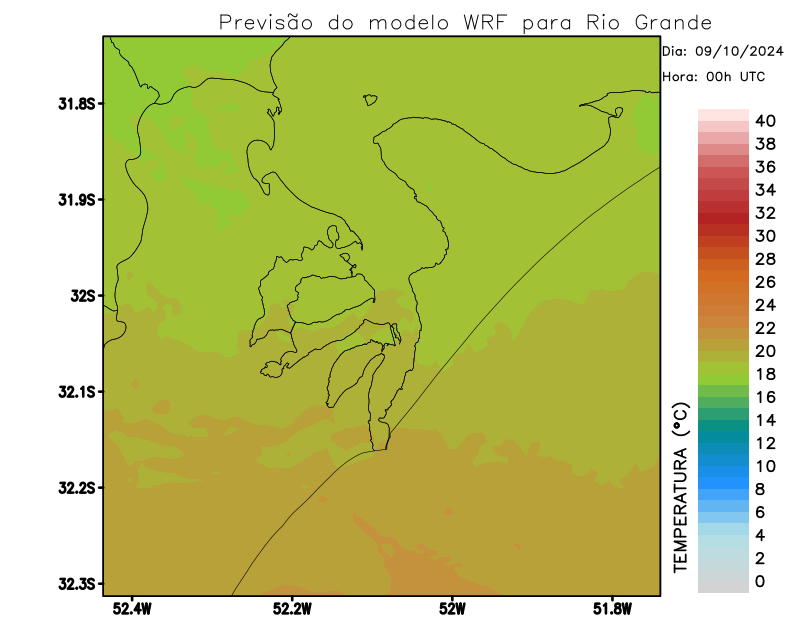 Previsão do modelo WRF para Rio Grande
Dia: 09/10/2024
Hora: 00h UTC
31.8S
31.9S
32S
32.1S
32.2S
32.3S
52.4W
52.2W
52W
51.8W
TEMPERATURA (°C)
40
38
36
34
32
30
28
26
24
22
20
18
16
14
12
10
8
6
4
2
0